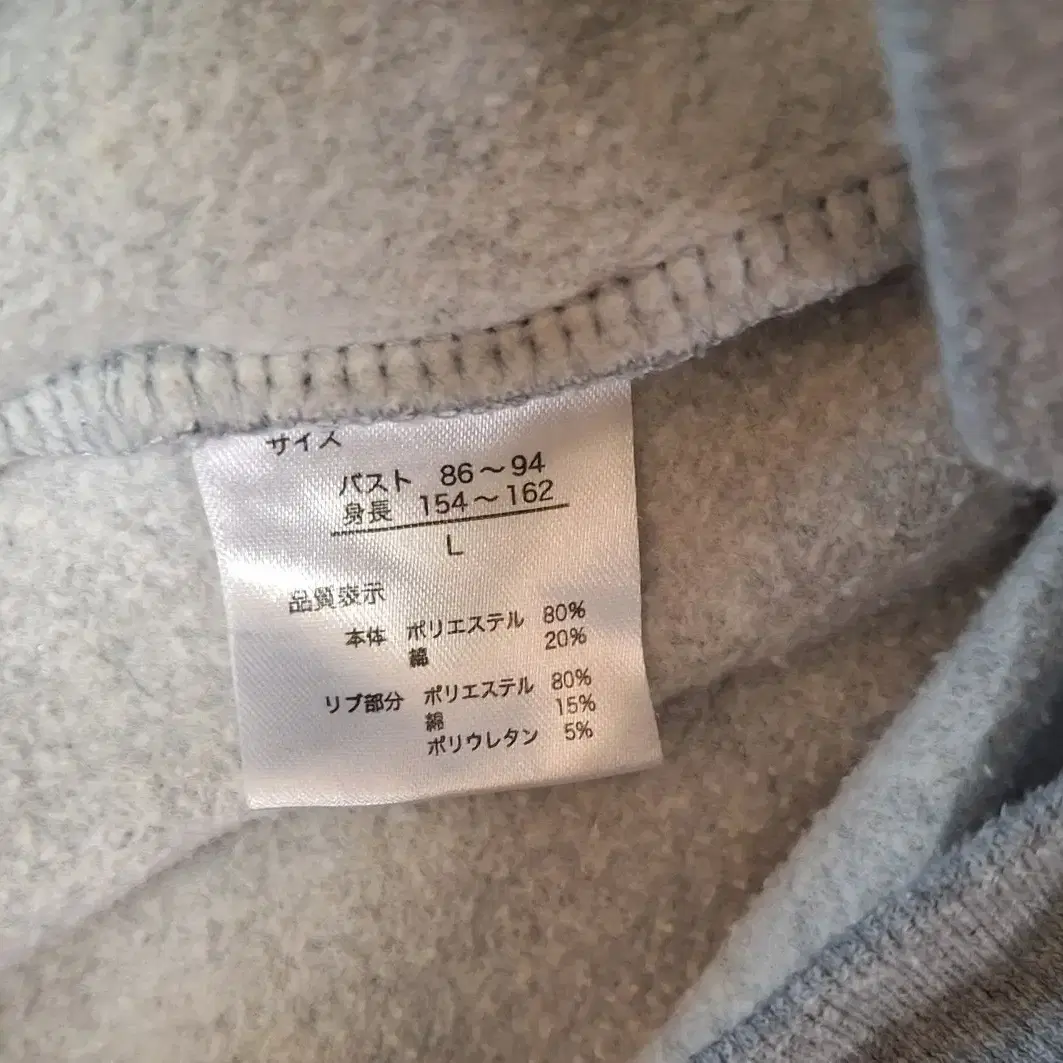 サイズ
バスト 86～94
身長 154～162
L
品質表示
本体 ポリエステル 80%
綿 20%
リブ部分 ポリエステル 80%
綿 15%
ポリウレタン 5%